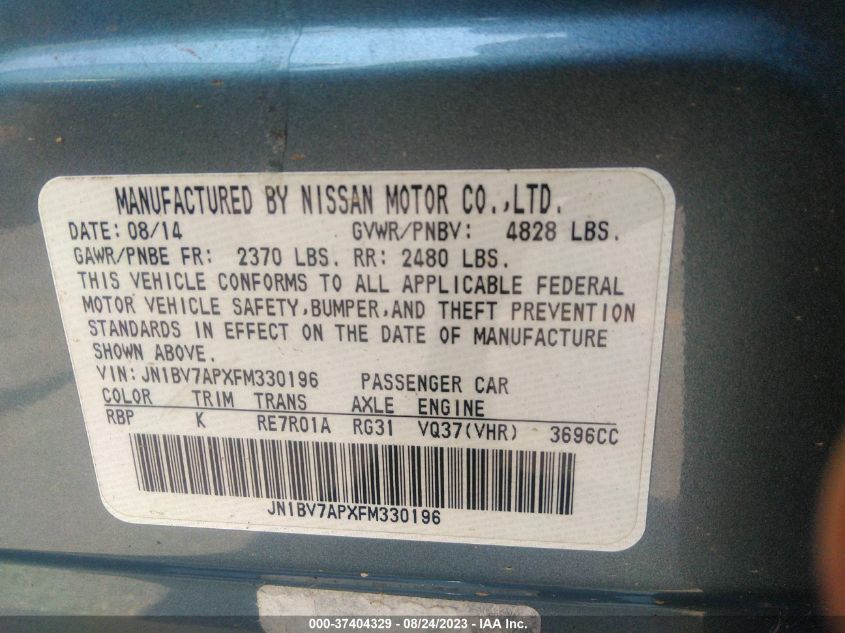 MANUFACTURED BY NISSAN MOTOR CO.,LTD.
DATE: 08/14 GVWR/PNBV: 4828 LBS.
GAWR/PNBE FR: 2370 LBS. RR: 2480 LBS.
THIS VEHICLE CONFORMS TO ALL APPLICABLE FEDERAL
MOTOR VEHICLE SAFETY,BUMPER,AND THEFT PREVENTION
STANDARDS IN EFFECT ON THE DATE OF MANUFACTURE
SHOWN ABOVE.
VIN: JN1BV7APXFM330196 PASSENGER CAR
COLOR TRIM TRANS AXLE ENGINE
RBP K RE7R01A RG31 VQ37(VHR) 3696CC
JN1BV7APXFM330196
000-37404329 - 08/24/2023 - IAA Inc.